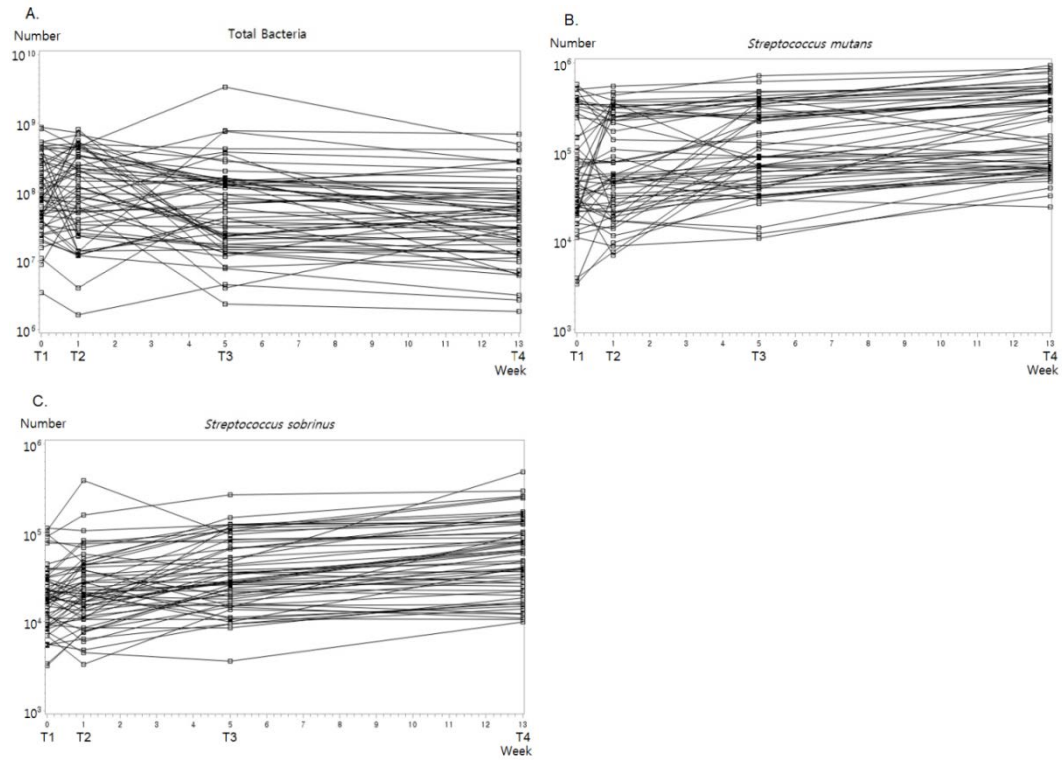 A.
Number
Total Bacteria
10^10
10^9
10^8
10^7
10^6
0 1 2 3 4 5 6 7 8 9 10 11 12 13
T1 T2 T3 T4
Week
B.
Number
Streptococcus mutans
10^6
10^5
10^4
10^3
0 1 2 3 4 5 6 7 8 9 10 11 12 13
T1 T2 T3 T4
Week
C.
Number
Streptococcus sobrinus
10^6
10^5
10^4
10^3
0 1 2 3 4 5 6 7 8 9 10 11 12 13
T1 T2 T3 T4
Week